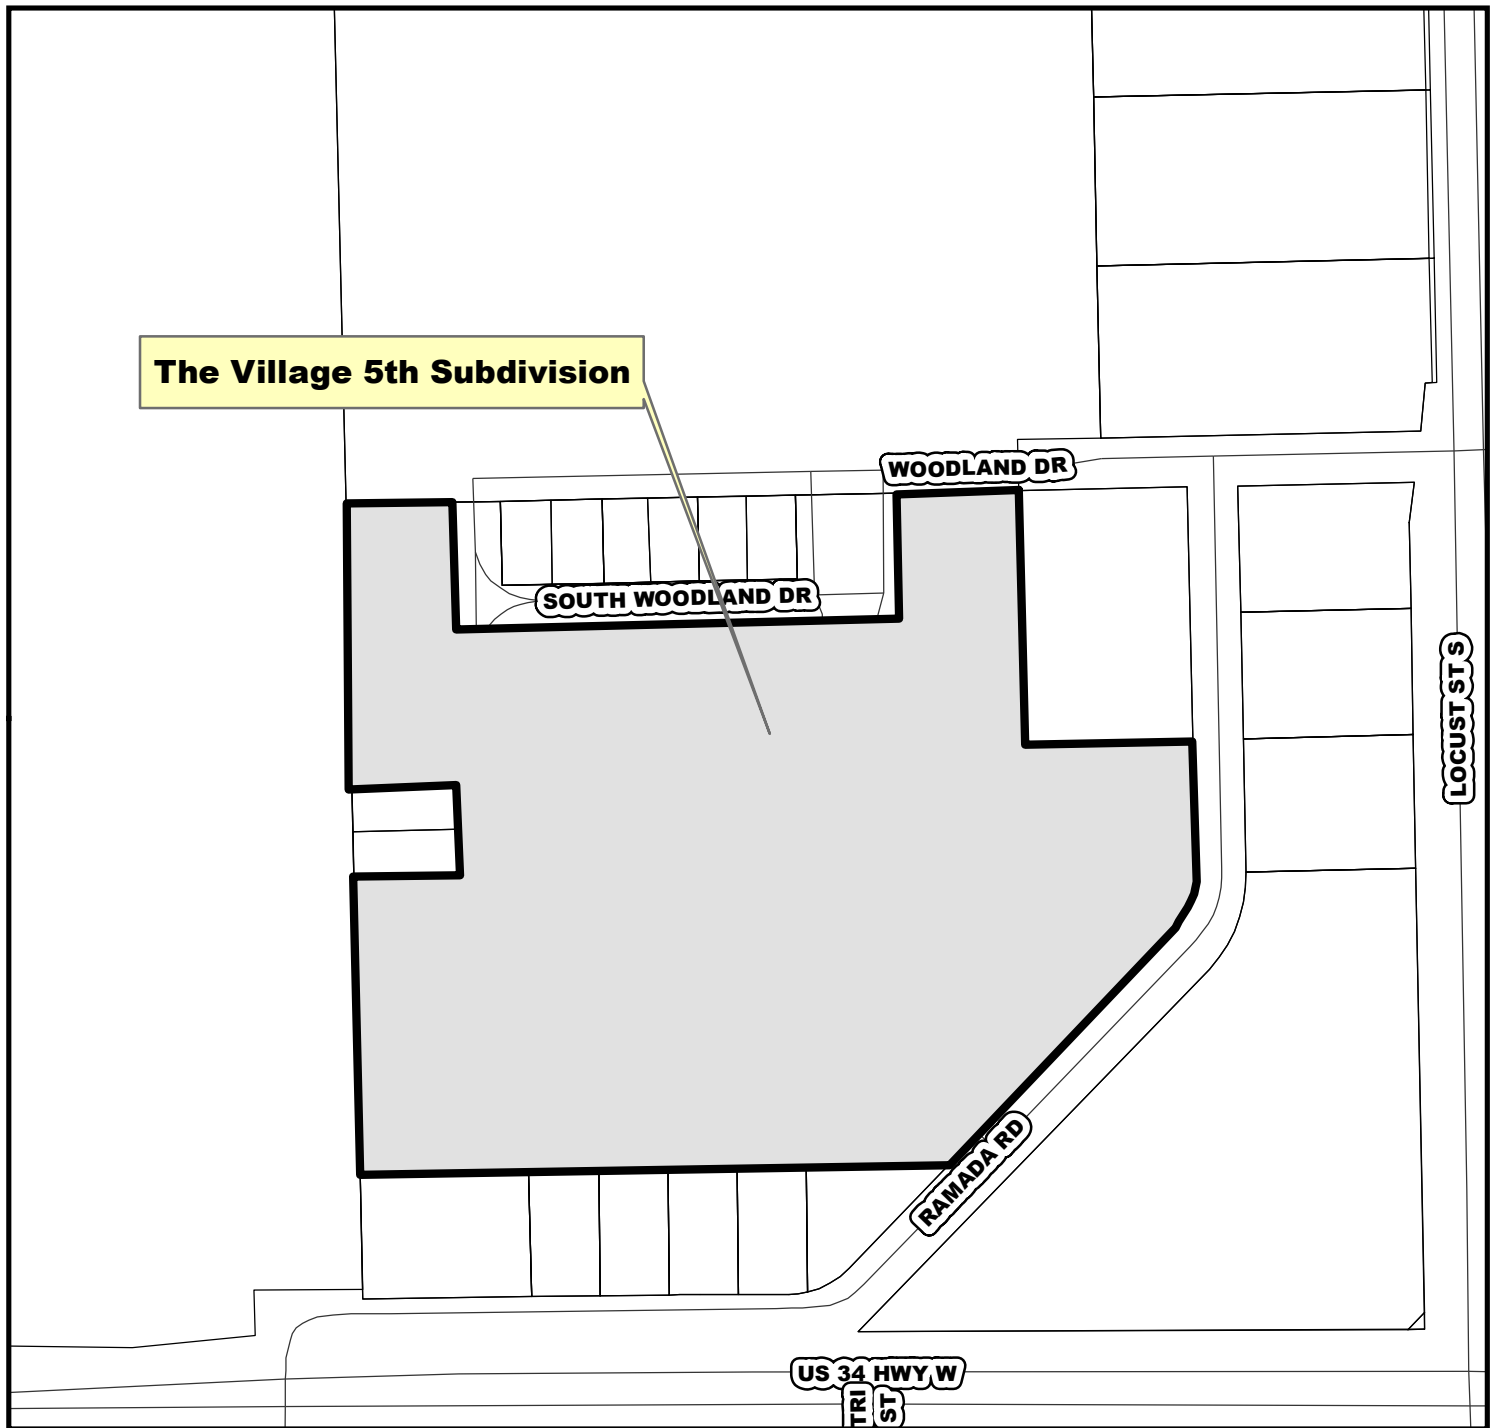 The Village 5th Subdivision
WOODLAND DR
SOUTH WOODLAND DR
LOCUST ST S
RAMADA RD
US 34 HWY W
TRI
ST